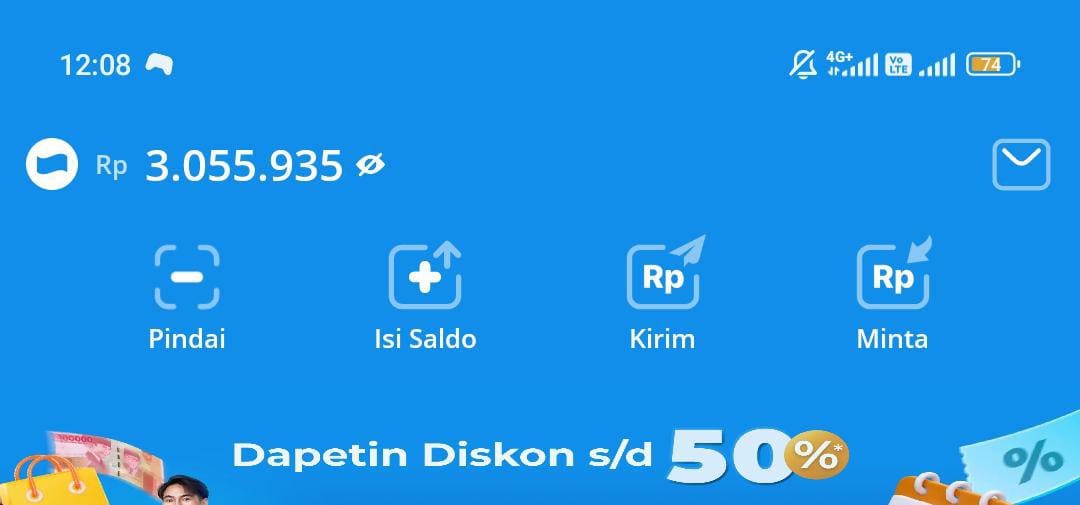 12:08 4G+ Vo LTE 74
Rp 3.055.935
Rp Rp
Pindai Isi Saldo Kirim Minta
Dapetin Diskon s/d 50%*
100000 %